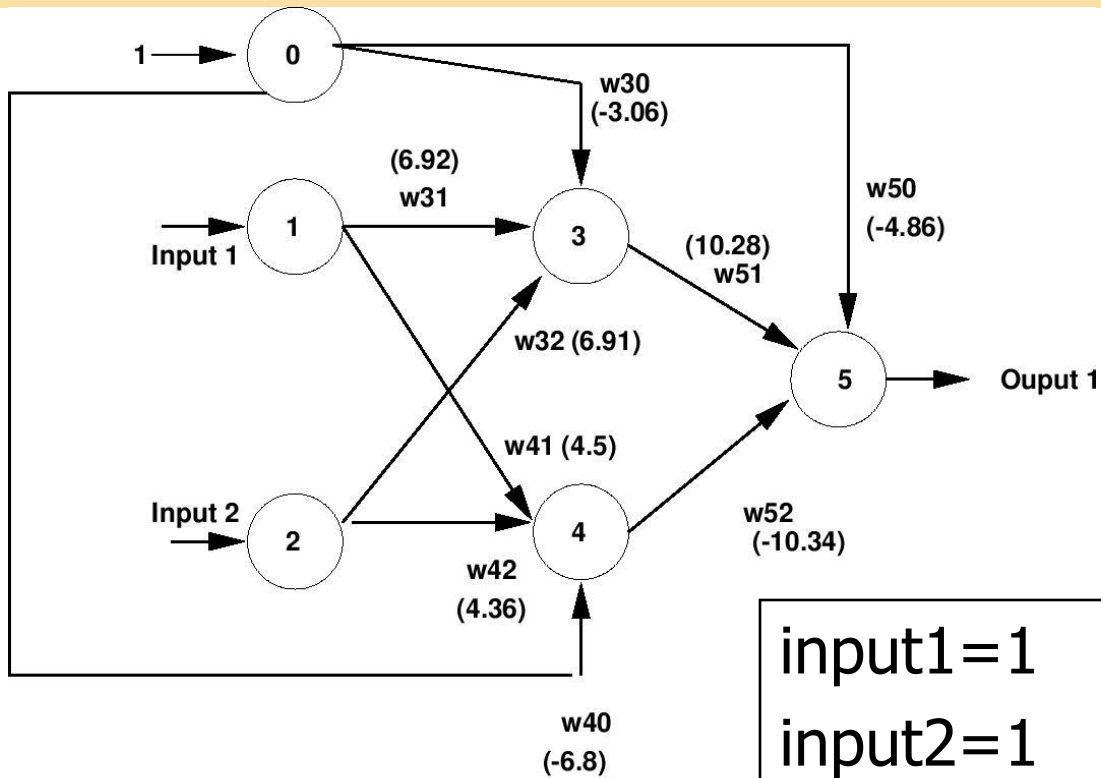 1
0
w30
(-3.06)
(6.92)
w31
w50
(-4.86)
1
Input 1
3
(10.28)
w51
w32 (6.91)
5
Ouput 1
w41 (4.5)
Input 2
2
4
w52
(-10.34)
w42
(4.36)
w40
(-6.8)
input1=1
input2=1